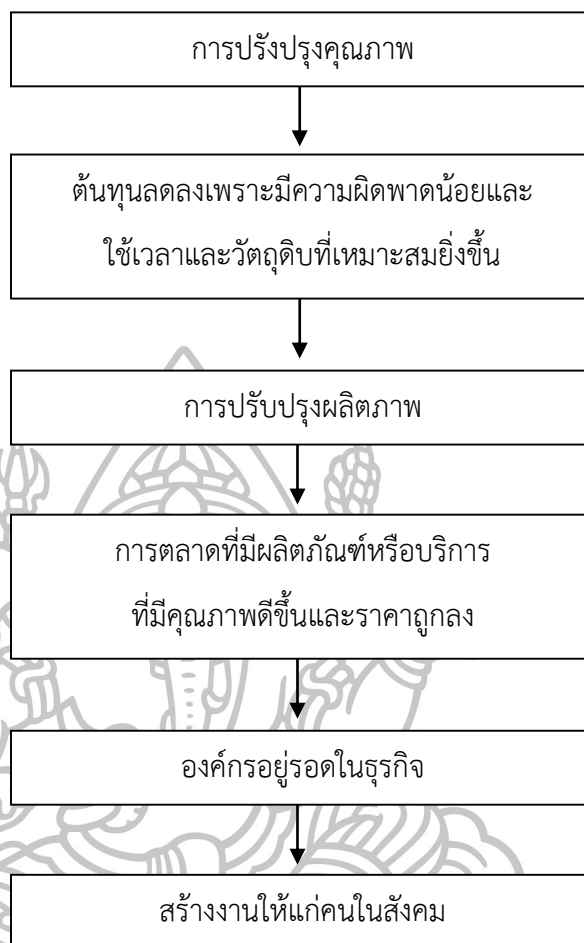 การปรังปรุงคุณภาพ
ต้นทุนลดลงเพราะมีความผิดพาดน้อยและ
ใช้เวลาและวัตถุดิบที่เหมาะสมยิ่งขึ้น
การปรับปรุงผลิตภาพ
การตลาดที่มีผลิตภัณฑ์หรือบริการ
ที่มีคุณภาพดีขึ้นและราคาถูกลง
องค์กรอยู่รอดในธุรกิจ
สร้างงานให้แก่คนในสังคม